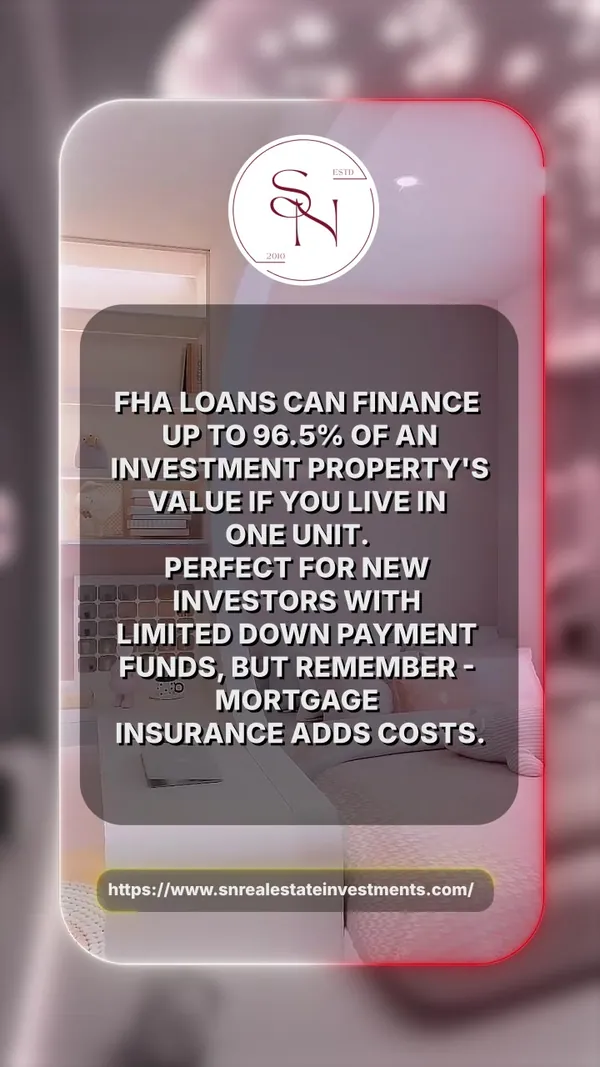 ESTD
SN
2010
FHA LOANS CAN FINANCE
UP TO 96.5% OF AN
INVESTMENT PROPERTY'S
VALUE IF YOU LIVE IN
ONE UNIT.
PERFECT FOR NEW
INVESTORS WITH
LIMITED DOWN PAYMENT
FUNDS, BUT REMEMBER -
MORTGAGE
INSURANCE ADDS COSTS.
https://www.snrealestateinvestments.com/